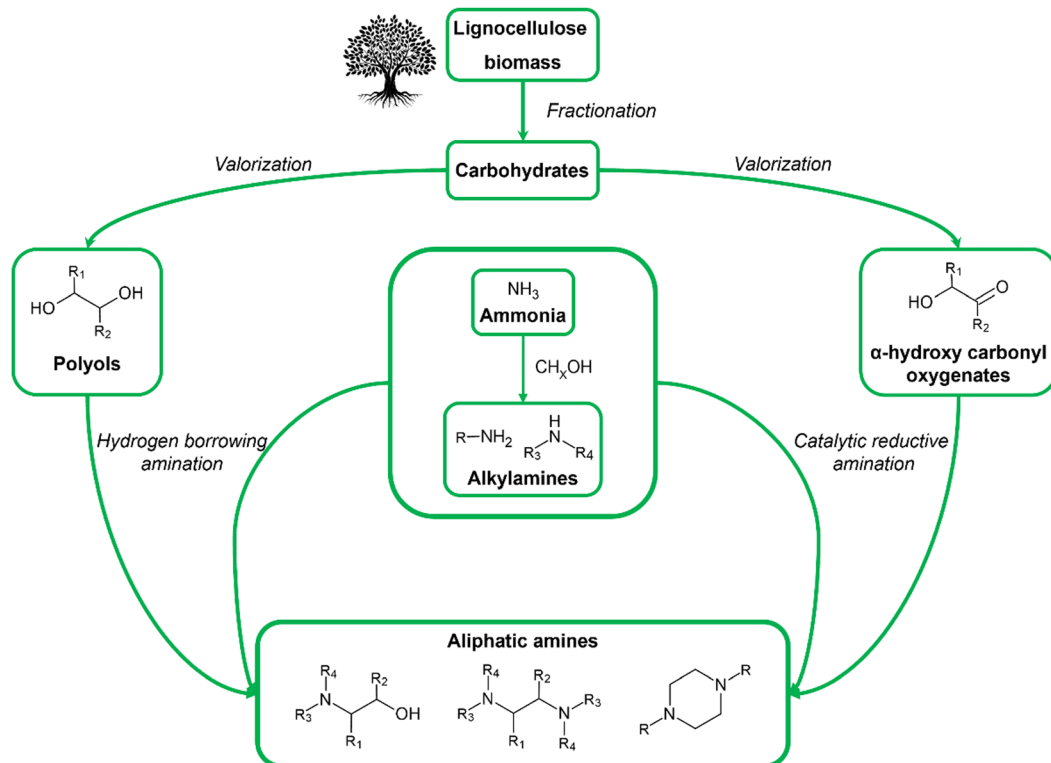 Lignocellulose
biomass
Fractionation
Carbohydrates
Valorization
Valorization
R₁
HO
OH
R₂
Polyols
NH₃
Ammonia
CHₓOH
R–NH₂
H
N
R₃
R₄
Alkylamines
R₁
HO
O
R₂
α-hydroxy carbonyl
oxygenates
Hydrogen borrowing
amination
Catalytic reductive
amination
Aliphatic amines
R₄
R₂
N
R₃
OH
R₁
R₄
R₂
N
R₃
R₃
N
R₁
R₄
R
N
N
R